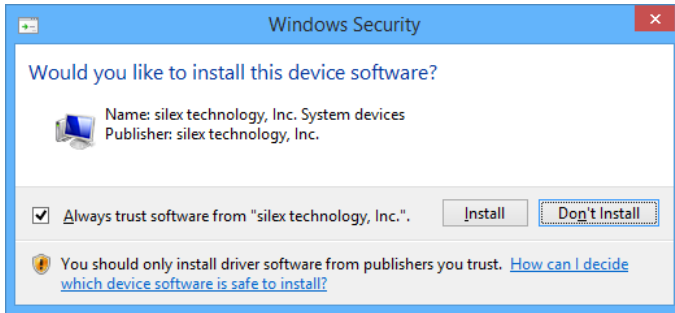 Windows Security
Would you like to install this device software?
Name: silex technology, Inc. System devices
Publisher: silex technology, Inc.
Always trust software from "silex technology, Inc.".
Install
Don't Install
You should only install driver software from publishers you trust. How can I decide
which device software is safe to install?